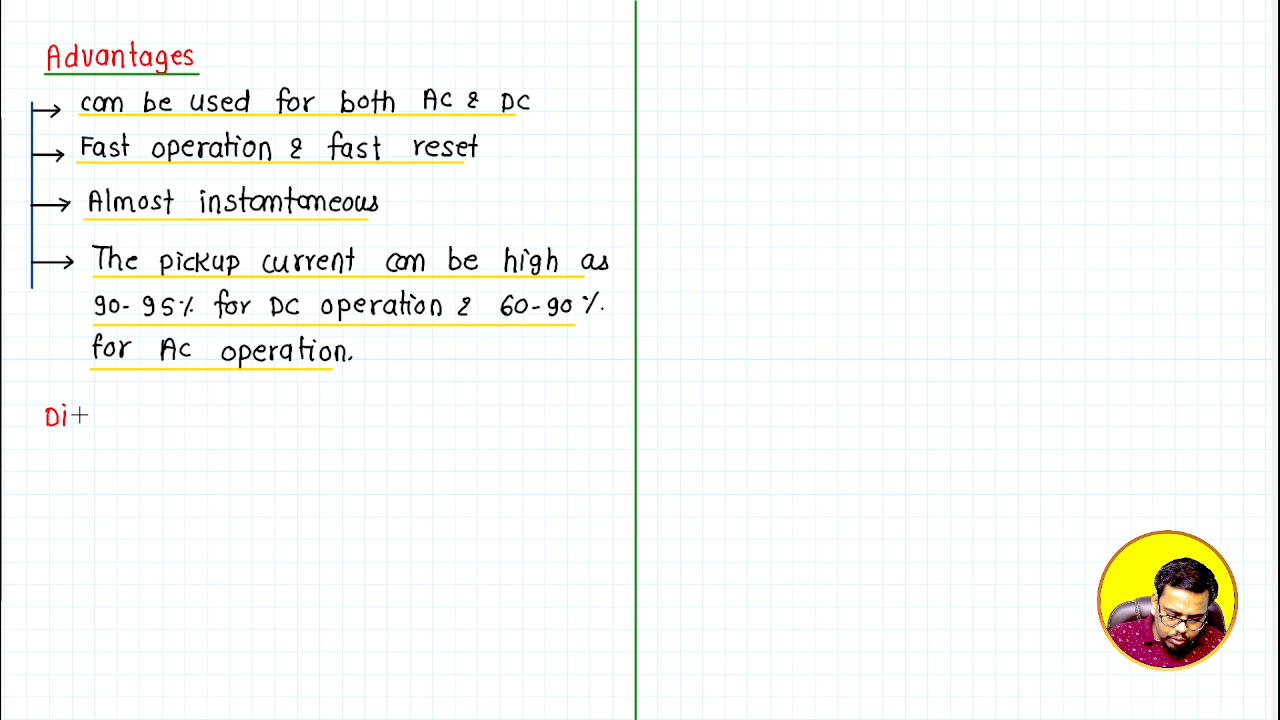 Advantages
can be used for both AC & DC
Fast operation & fast reset
Almost instantaneous
The pickup current can be high as
90-95% for DC operation & 60-90%.
for AC operation.
Di